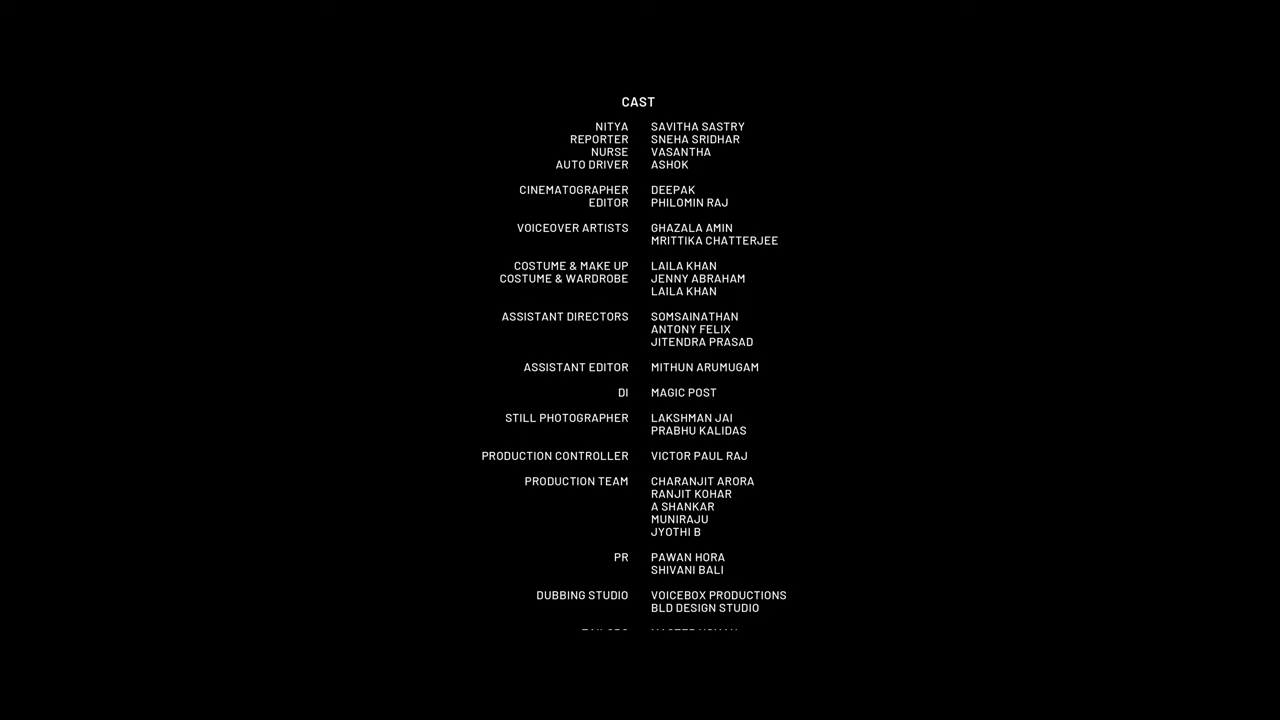 CAST
NITYA SAVITHA SASTRY
REPORTER SNEHA SRIDHAR
NURSE VASANTHA
AUTO DRIVER ASHOK
CINEMATOGRAPHER DEEPAK
EDITOR PHILOMIN RAJ
VOICEOVER ARTISTS GHAZALA AMIN
MRITTIKA CHATTERJEE
COSTUME & MAKE UP LAILA KHAN
COSTUME & WARDROBE JENNY ABRAHAM
LAILA KHAN
ASSISTANT DIRECTORS SOMSAINATHAN
ANTONY FELIX
JITENDRA PRASAD
ASSISTANT EDITOR MITHUN ARUMUGAM
DI MAGIC POST
STILL PHOTOGRAPHER LAKSHMAN JAI
PRABHU KALIDAS
PRODUCTION CONTROLLER VICTOR PAUL RAJ
PRODUCTION TEAM CHARANJIT ARORA
RANJIT KOHAR
A SHANKAR
MUNIRAJU
JYOTHI B
PR PAWAN HORA
SHIVANI BALI
DUBBING STUDIO VOICEBOX PRODUCTIONS
BLD DESIGN STUDIO